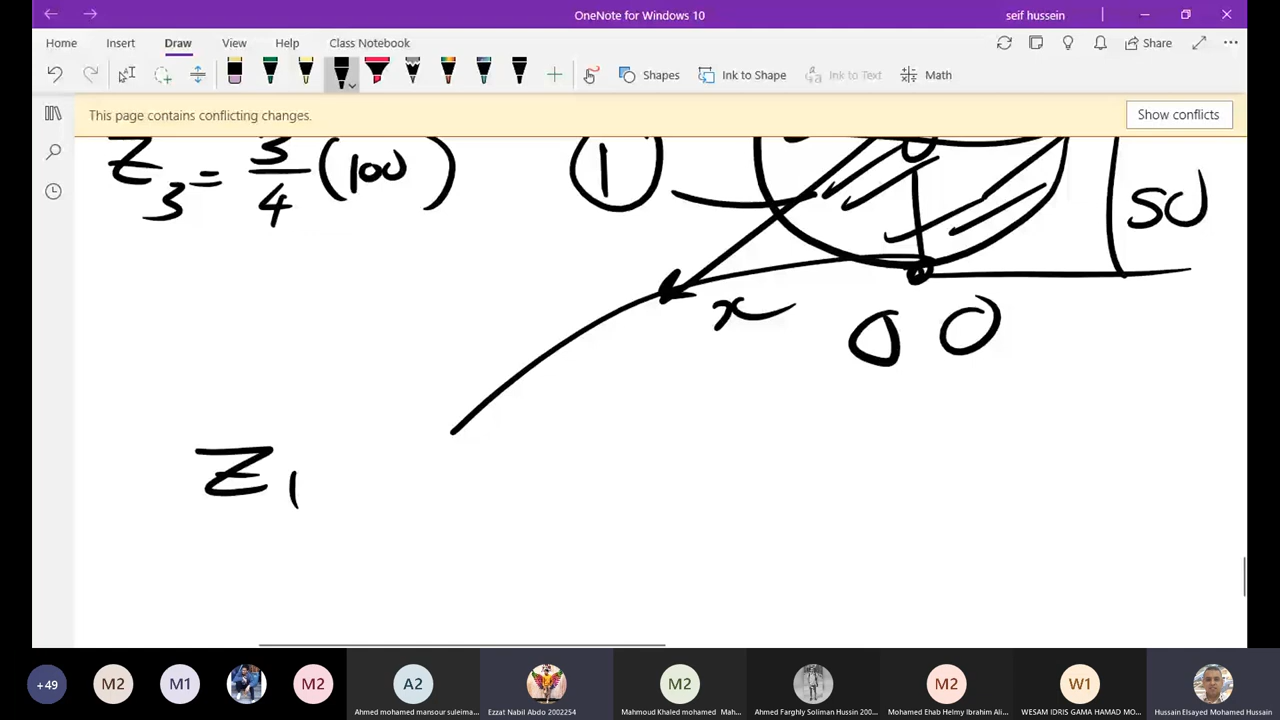 OneNote for Windows 10
seif hussein
Home Insert Draw View Help Class Notebook
Share
Shapes Ink to Shape Ink to Text Math
This page contains conflicting changes.
Show conflicts
Z3 = 3/4 (100)
1
50
x
0 0
Z1
+49 M2 M1 M2 A2 M2 M2 W1
Ahmed mohamed mansour suleima...
Ezzat Nabil Abdo 2002254
Mahmoud Khaled mohamed Mah...
Ahmed Farghly Soliman Hussin 200...
Mohamed Ehab Helmy Ibrahim Ali...
WESAM IDRIS GAMA HAMAD MO...
Hussain Elsayed Mohamed Hussain